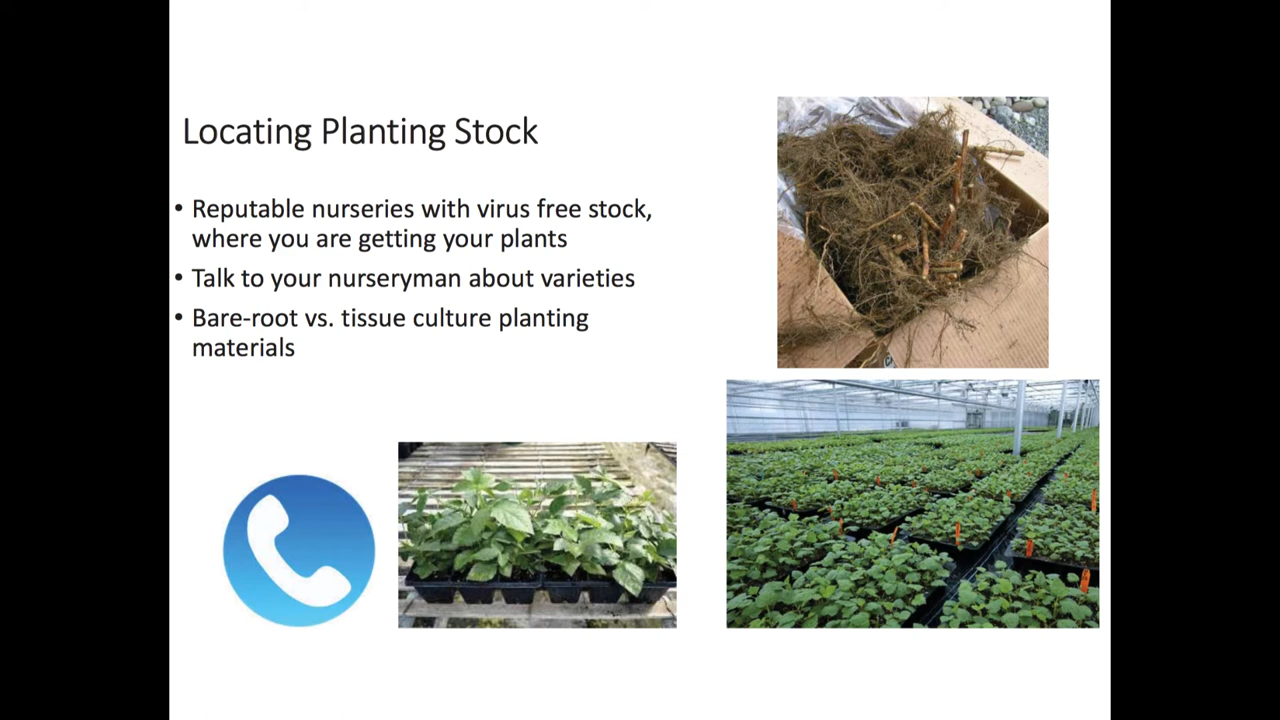 Locating Planting Stock
• Reputable nurseries with virus free stock,
where you are getting your plants
• Talk to your nurseryman about varieties
• Bare-root vs. tissue culture planting
materials